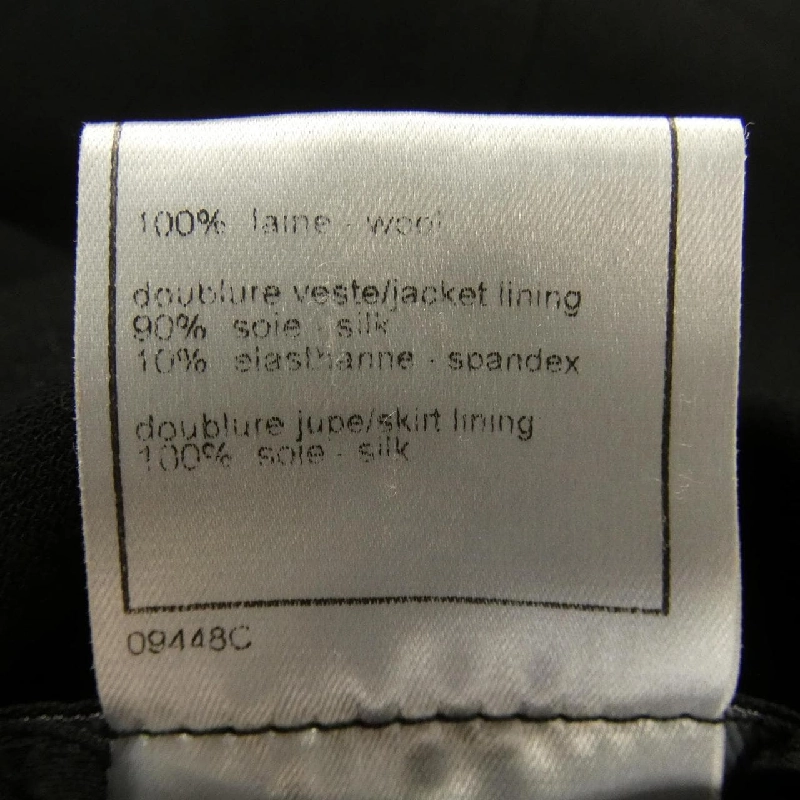 100% laine - wool
doublure veste/jacket lining
90% soie - silk
10% elasthanne - spandex
doublure jupe/skirt lining
100% soie - silk
09448C